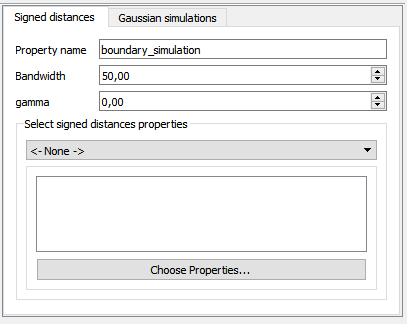 Signed distances Gaussian simulations
Property name boundary_simulation
Bandwidth 50,00
gamma 0,00
Select signed distances properties
<- None ->
Choose Properties...